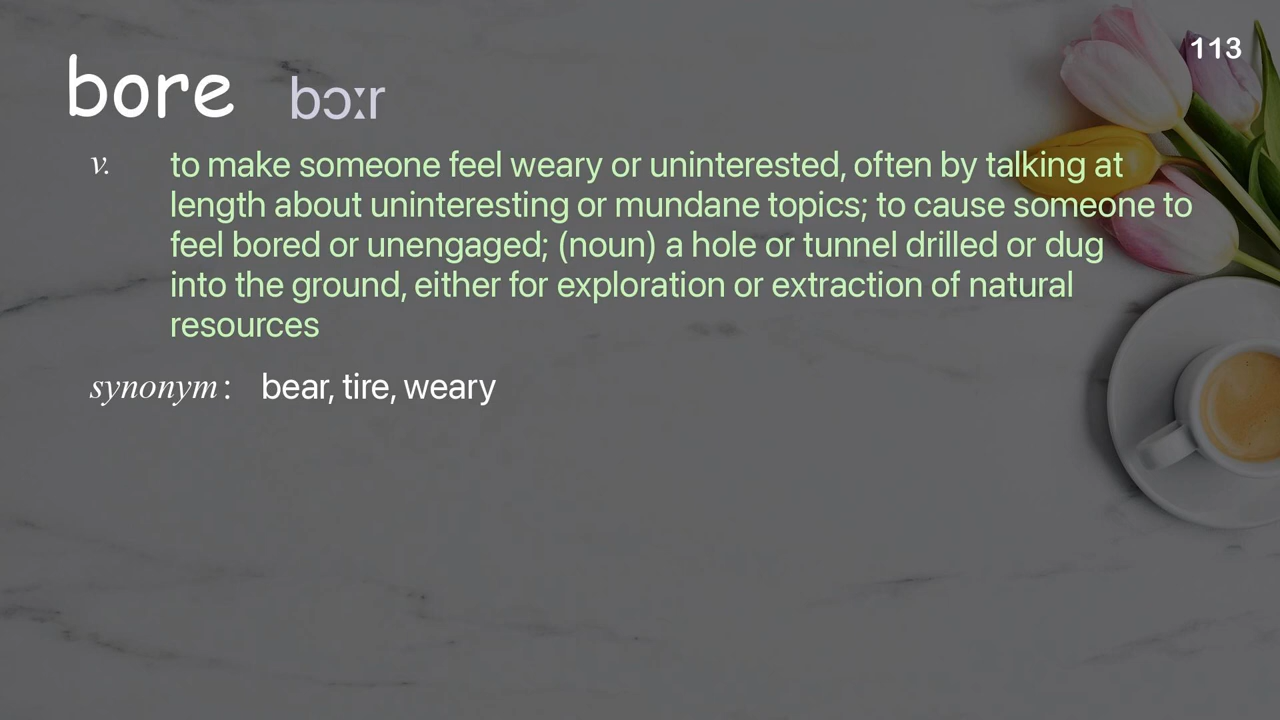 113
bore bɔːr
v. to make someone feel weary or uninterested, often by talking at
length about uninteresting or mundane topics; to cause someone to
feel bored or unengaged; (noun) a hole or tunnel drilled or dug
into the ground, either for exploration or extraction of natural
resources
synonym: bear, tire, weary